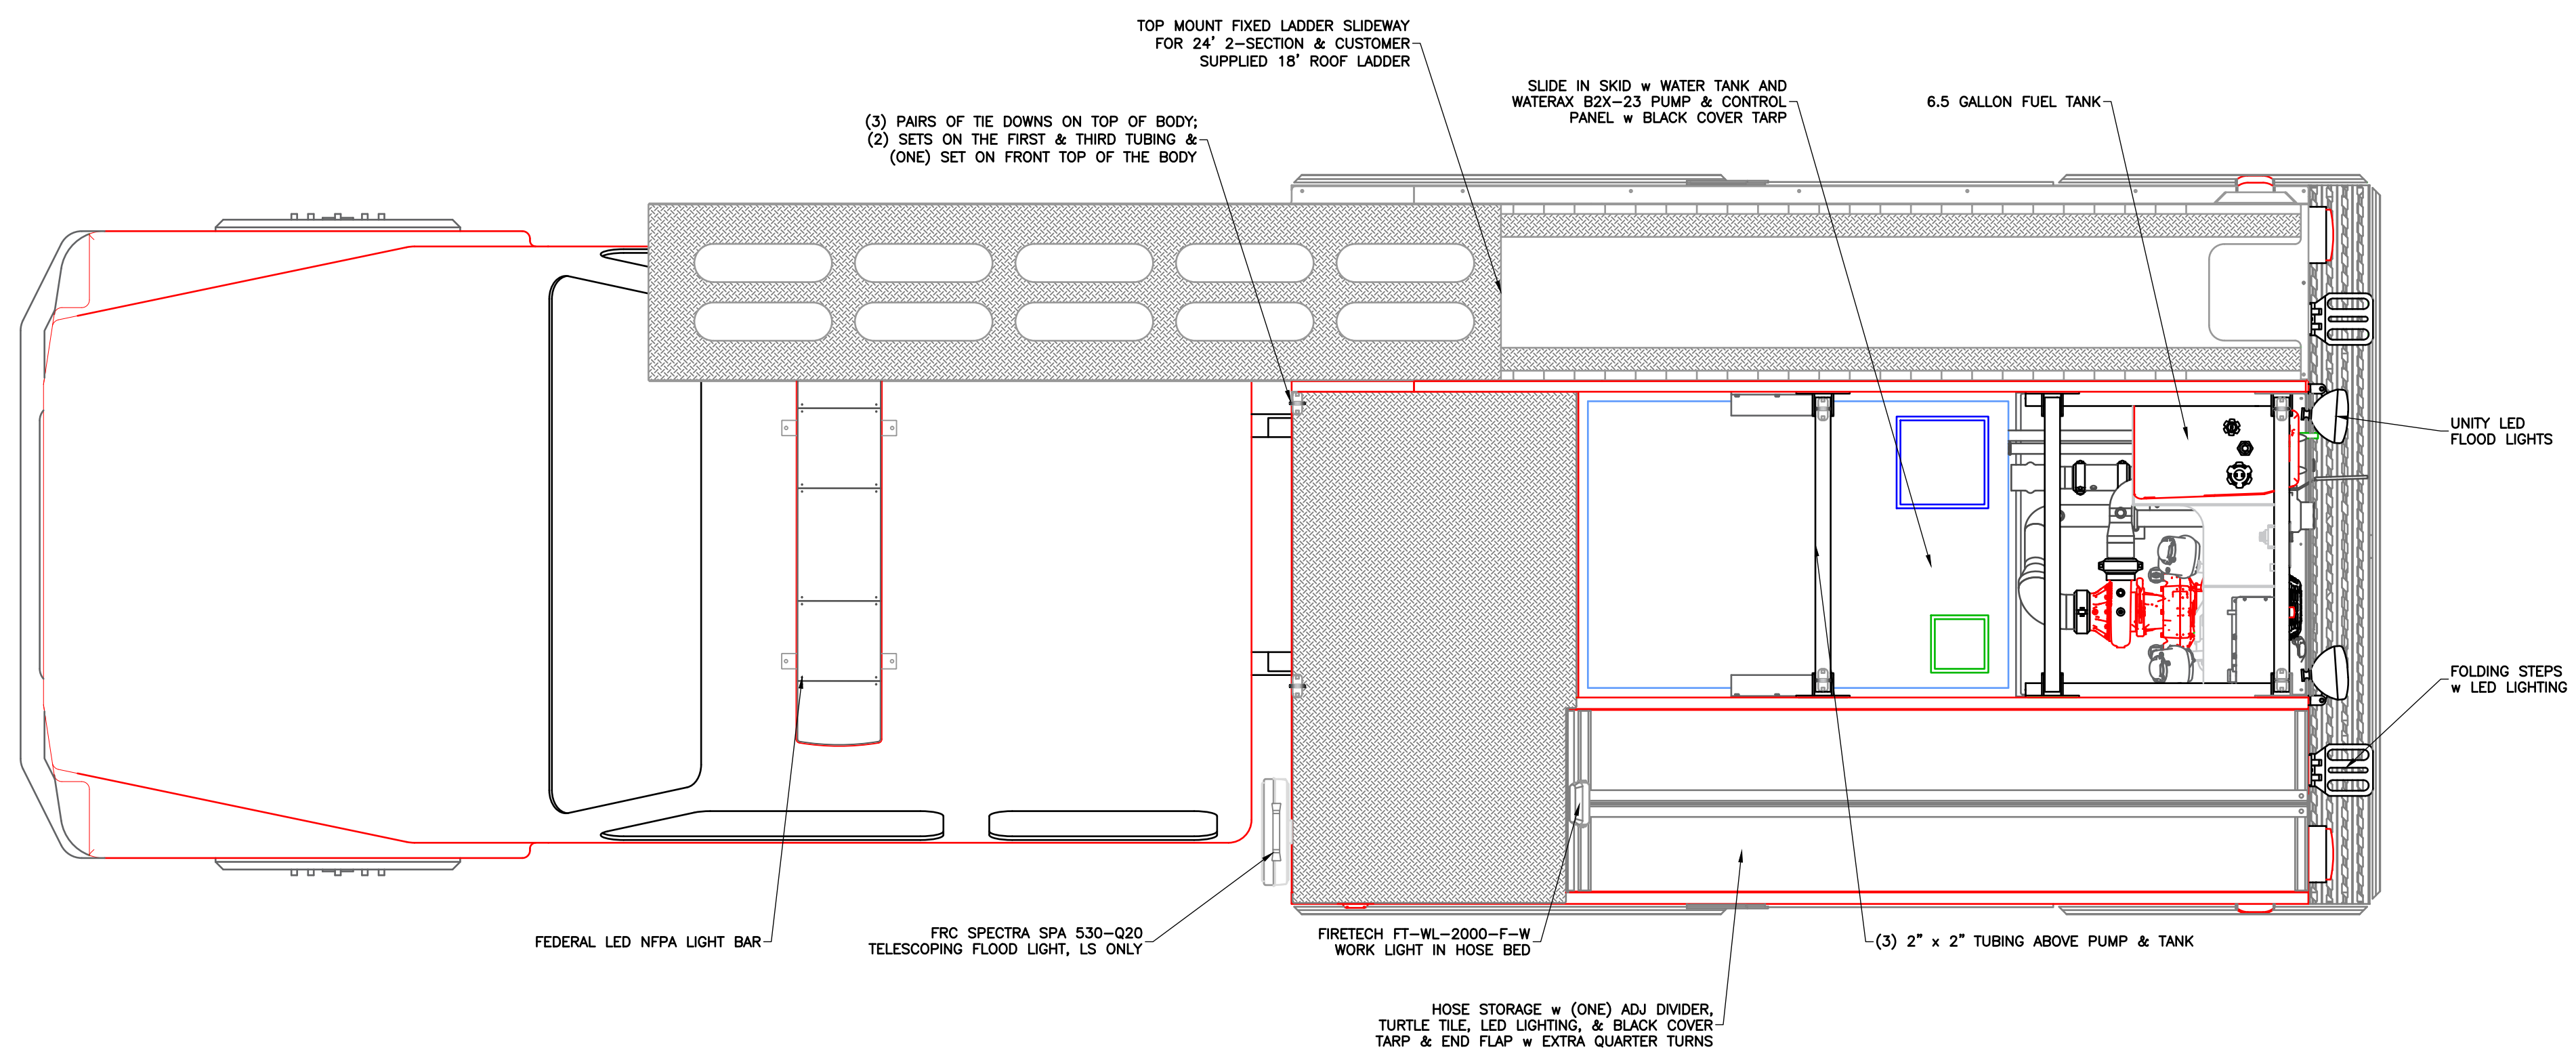 TOP MOUNT FIXED LADDER SLIDEWAY
FOR 24' 2-SECTION & CUSTOMER
SUPPLIED 18' ROOF LADDER
SLIDE IN SKID w WATER TANK AND
WATERAX B2X-23 PUMP & CONTROL
PANEL w BLACK COVER TARP
6.5 GALLON FUEL TANK
(3) PAIRS OF TIE DOWNS ON TOP OF BODY;
(2) SETS ON THE FIRST & THIRD TUBING &
(ONE) SET ON FRONT TOP OF THE BODY
UNITY LED
FLOOD LIGHTS
FOLDING STEPS
w LED LIGHTING
FEDERAL LED NFPA LIGHT BAR
FRC SPECTRA SPA 530-Q20
TELESCOPING FLOOD LIGHT, LS ONLY
FIRETECH FT-WL-2000-F-W
WORK LIGHT IN HOSE BED
(3) 2" x 2" TUBING ABOVE PUMP & TANK
HOSE STORAGE w (ONE) ADJ DIVIDER,
TURTLE TILE, LED LIGHTING, & BLACK COVER
TARP & END FLAP w EXTRA QUARTER TURNS